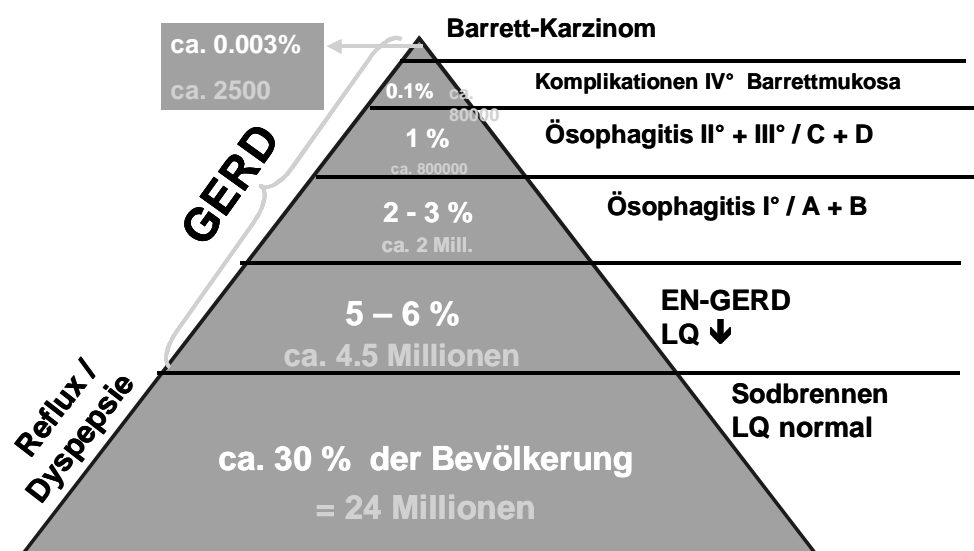 Barrett-Karzinom
ca. 0.003%
ca. 2500
Komplikationen IV° Barrettmukosa
0.1%
ca.
80000
Ösophagitis II° + III° / C + D
1 %
ca. 800000
GERD
Ösophagitis I° / A + B
2 - 3 %
ca. 2 Mill.
EN-GERD
LQ 🡻
5 – 6 %
ca. 4.5 Millionen
Reflux /
Dyspepsie
Sodbrennen
LQ normal
ca. 30 % der Bevölkerung
= 24 Millionen